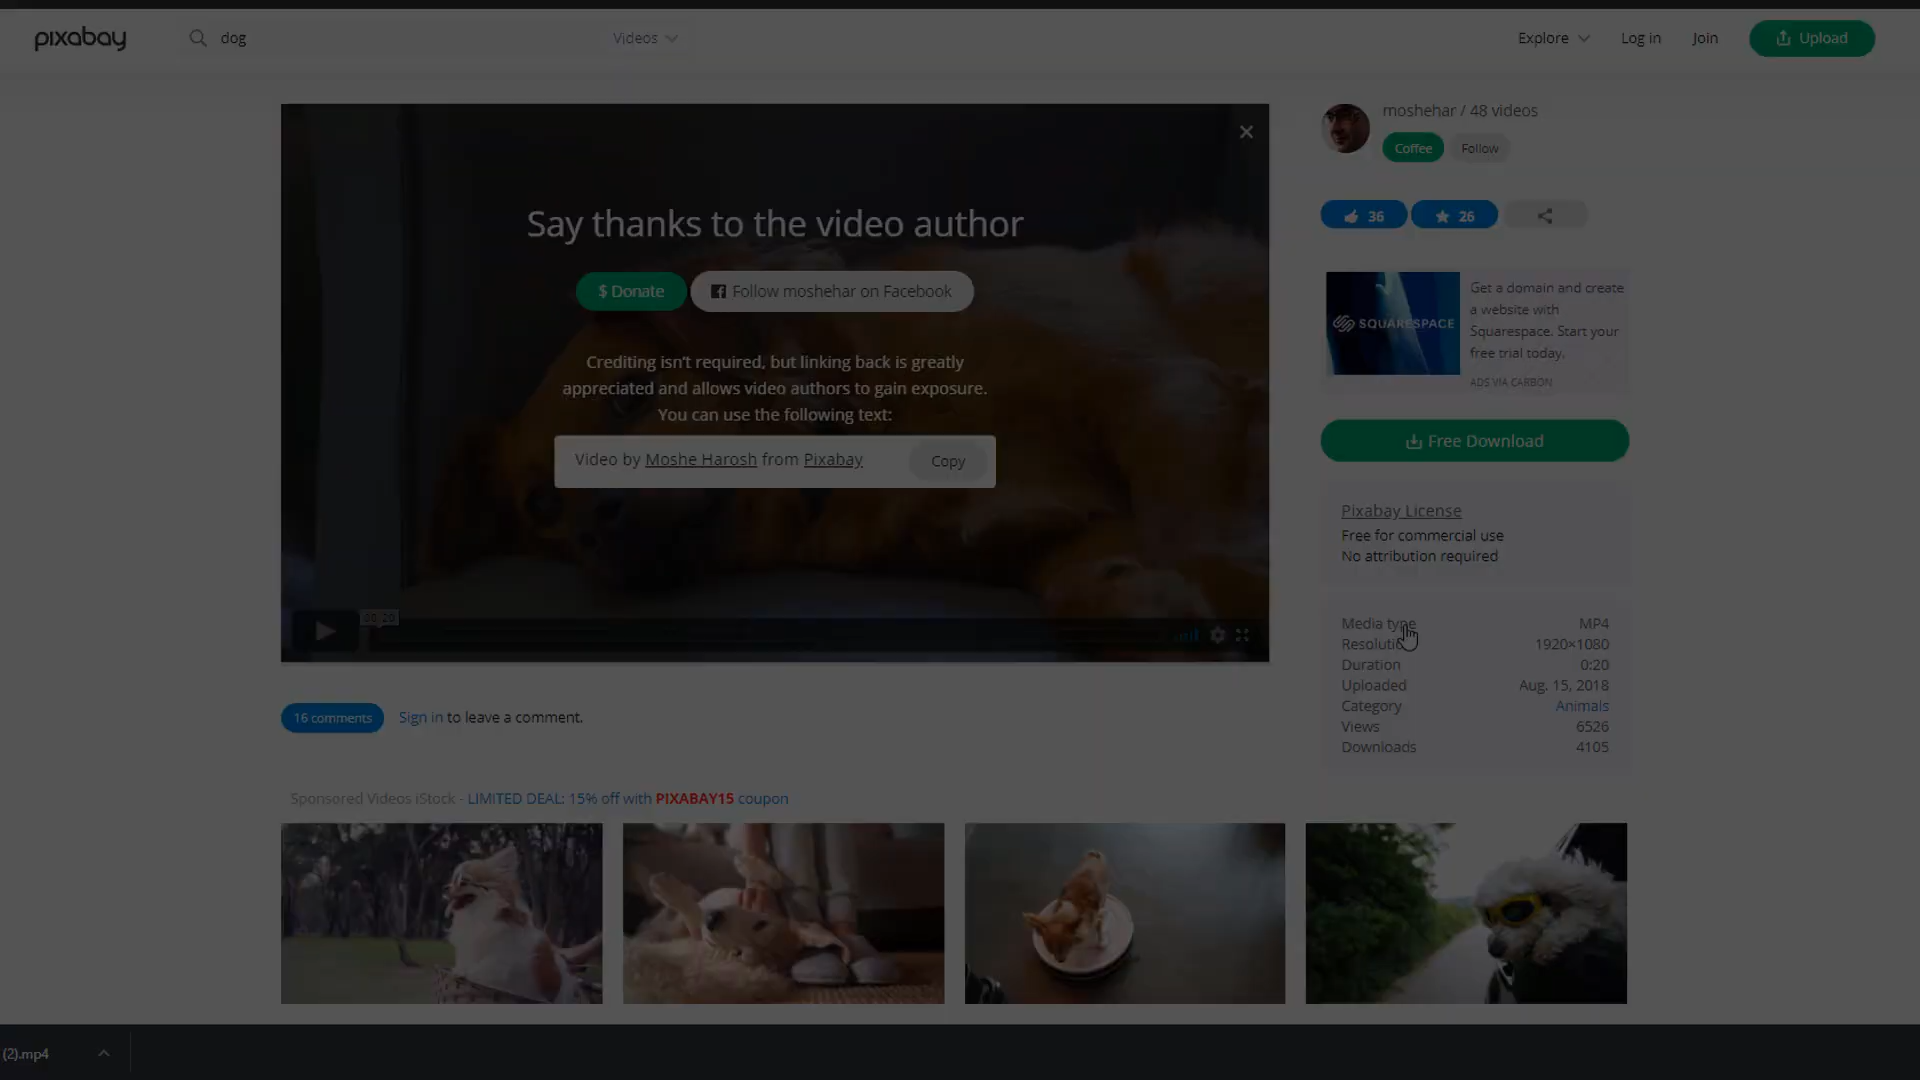 pixabay
dog
Videos
Explore
Log in
Join
Upload
moshehar / 48 videos
Coffee
Follow
36
26
Say thanks to the video author
$ Donate
Follow moshehar on Facebook
Crediting isn't required, but linking back is greatly
appreciated and allows video authors to gain exposure.
You can use the following text:
Video by Moshe Harosh from Pixabay
Copy
00:20
SQUARESPACE
Get a domain and create
a website with
Squarespace. Start your
free trial today.
ADS VIA CARBON
Free Download
Pixabay License
Free for commercial use
No attribution required
Media type MP4
Resolution 1920×1080
Duration 0:20
Uploaded Aug. 15, 2018
Category Animals
Views 6526
Downloads 4105
16 comments
Sign in to leave a comment.
Sponsored Videos iStock - LIMITED DEAL: 15% off with PIXABAY15 coupon
(2).mp4